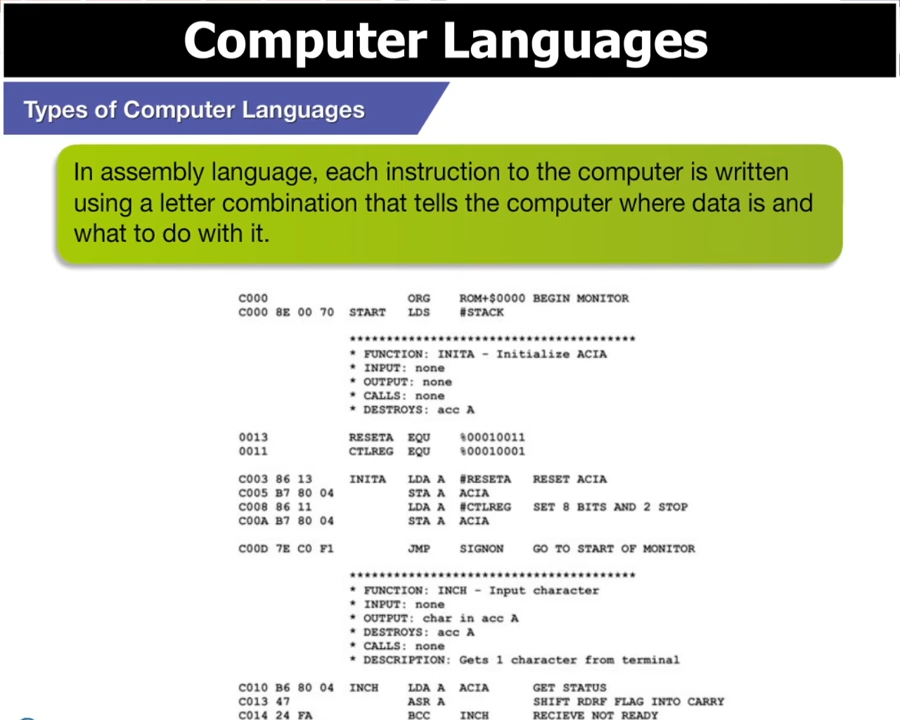 Computer Languages
Types of Computer Languages
In assembly language, each instruction to the computer is written
using a letter combination that tells the computer where data is and
what to do with it.
C000 ORG ROM+$0000 BEGIN MONITOR
C000 8E 00 70 START LDS #STACK
***************************************
* FUNCTION: INITA - Initialize ACIA
* INPUT: none
* OUTPUT: none
* CALLS: none
* DESTROYS: acc A
0013 RESETA EQU %00010011
0011 CTLREG EQU %00010001
C003 86 13 INITA LDA A #RESETA RESET ACIA
C005 B7 80 04 STA A ACIA
C008 86 11 LDA A #CTLREG SET 8 BITS AND 2 STOP
C00A B7 80 04 STA A ACIA
C00D 7E C0 F1 JMP SIGNON GO TO START OF MONITOR
***************************************
* FUNCTION: INCH - Input character
* INPUT: none
* OUTPUT: char in acc A
* DESTROYS: acc A
* CALLS: none
* DESCRIPTION: Gets 1 character from terminal
C010 B6 80 04 INCH LDA A ACIA GET STATUS
C013 47 ASR A SHIFT RDRF FLAG INTO CARRY
C014 24 FA BCC INCH RECIEVE NOT READY